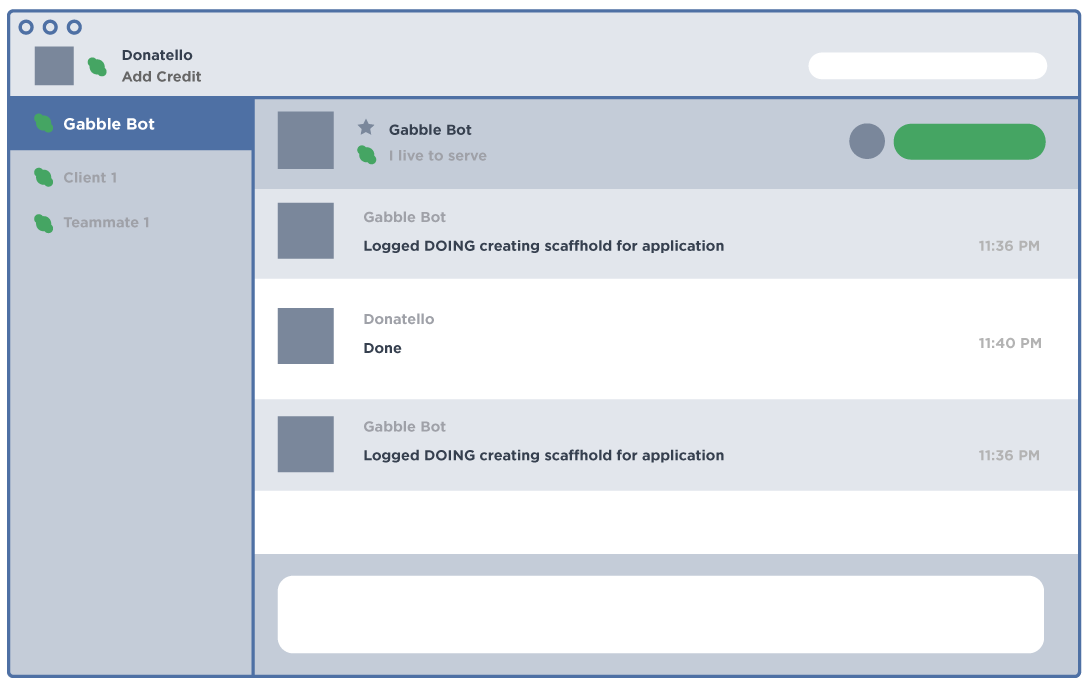 Donatello
Add Credit
Gabble Bot
Client 1
Teammate 1
Gabble Bot
I live to serve
Gabble Bot
Logged DOING creating scaffhold for application
11:36 PM
Donatello
Done
11:40 PM
Gabble Bot
Logged DOING creating scaffhold for application
11:36 PM